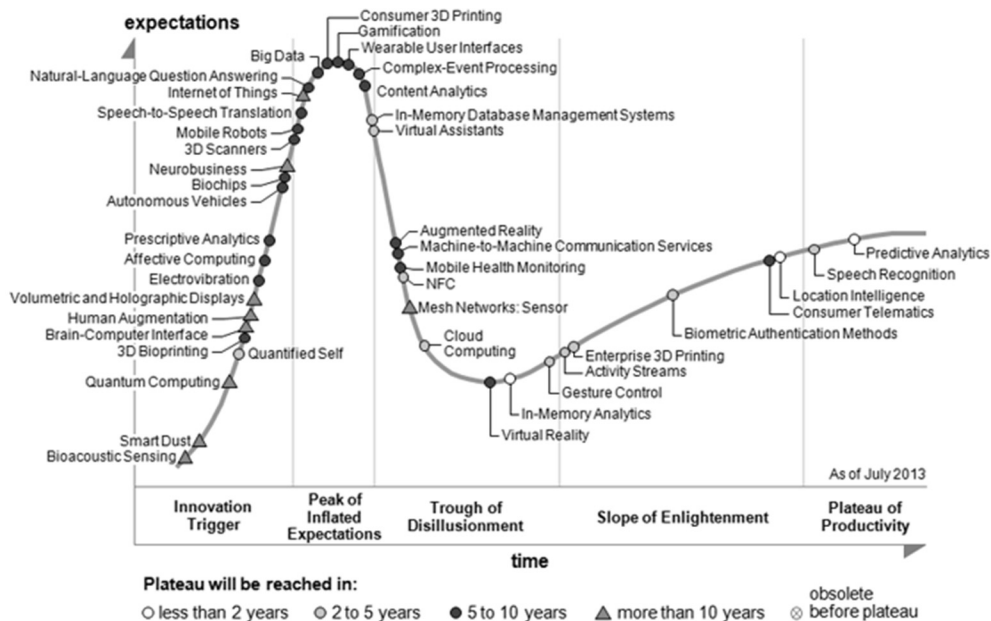 expectations
Consumer 3D Printing
Gamification
Wearable User Interfaces
Big Data
Complex-Event Processing
Natural-Language Question Answering
Internet of Things
Content Analytics
Speech-to-Speech Translation
In-Memory Database Management Systems
Mobile Robots
Virtual Assistants
3D Scanners
Neurobusiness
Biochips
Autonomous Vehicles
Augmented Reality
Prescriptive Analytics
Machine-to-Machine Communication Services
Affective Computing
Mobile Health Monitoring
Electrovibration
NFC
Volumetric and Holographic Displays
Mesh Networks: Sensor
Human Augmentation
Brain-Computer Interface
3D Bioprinting
Quantified Self
Cloud
Computing
Quantum Computing
Smart Dust
Bioacoustic Sensing
Predictive Analytics
Speech Recognition
Location Intelligence
Consumer Telematics
Biometric Authentication Methods
Enterprise 3D Printing
Activity Streams
Gesture Control
In-Memory Analytics
Virtual Reality
As of July 2013
Innovation
Trigger
Peak of
Inflated
Expectations
Trough of
Disillusionment
Slope of Enlightenment
Plateau of
Productivity
time
Plateau will be reached in:
less than 2 years
2 to 5 years
5 to 10 years
more than 10 years
obsolete
before plateau